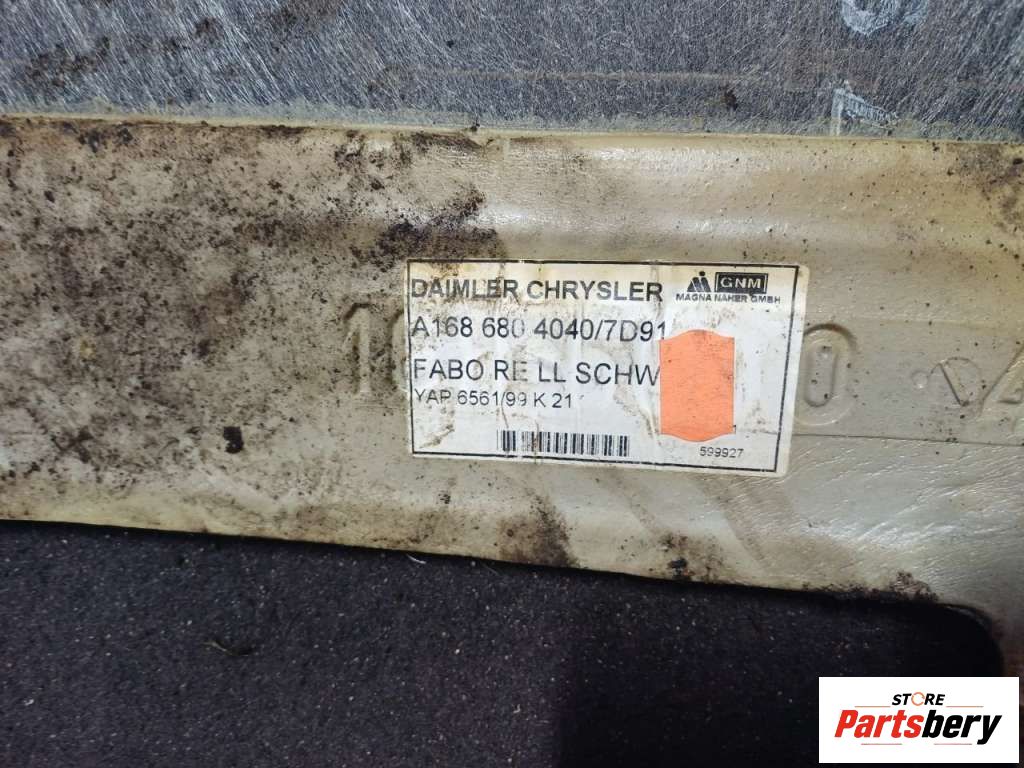 DAIMLER CHRYSLER
GNM
MAGNA NAHER GMBH
A168 680 4040/7D91
FABO RE LL SCHW
YAP 6561/99 K 21
599927
STORE
Partsbery